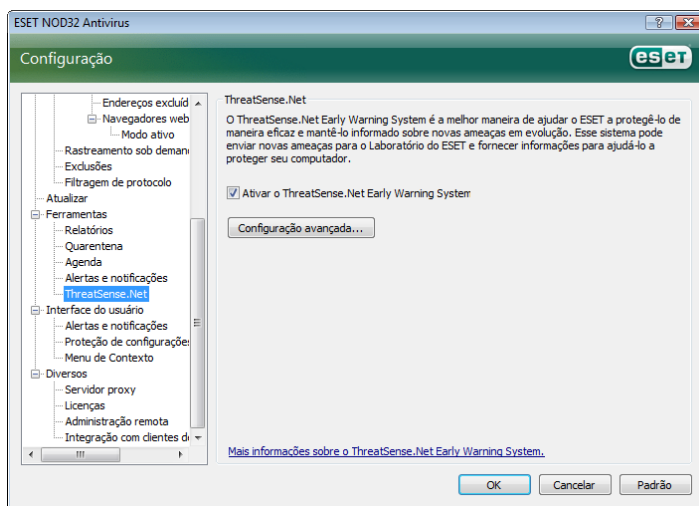 ESET NOD32 Antivirus
Configuração
eseT
Endereços excluíd
Navegadores web
Modo ativo
Rastreamento sob deman
Exclusões
Filtragem de protocolo
Atualizar
Ferramentas
Relatórios
Quarentena
Agenda
Alertas e notificações
ThreatSense.Net
Interface do usuário
Alertas e notificações
Proteção de configurações
Menu de Contexto
Diversos
Servidor proxy
Licenças
Administração remota
Integração com clientes de
ThreatSense.Net
O ThreatSense.Net Early Warning System é a melhor maneira de ajudar o ESET a protegê-lo de
maneira eficaz e mantê-lo informado sobre novas ameaças em evolução. Esse sistema pode
enviar novas ameaças para o Laboratório do ESET e fornecer informações para ajudá-lo a
proteger seu computador.
Ativar o ThreatSense.Net Early Warning System
Configuração avançada...
Mais informações sobre o ThreatSense.Net Early Warning System.
OK
Cancelar
Padrão